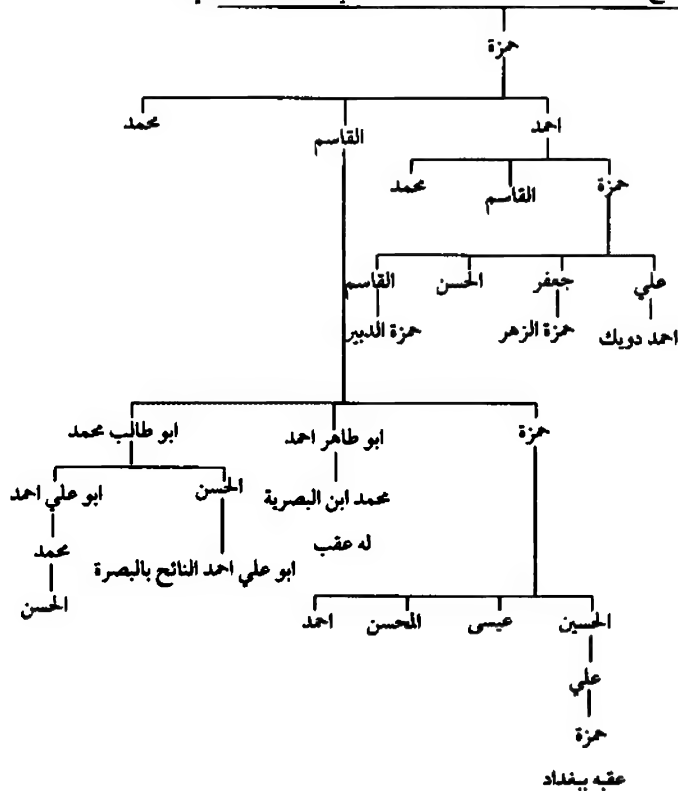 حمزة
احمد القاسم محمد
حمزة القاسم محمد
علي جعفر الحسن القاسم
احمد دويك حمزة الزهر حمزة الدبير
حمزة ابو طاهر احمد ابو طالب محمد
محمد ابن البصرية الحسن ابو علي احمد
له عقب محمد
ابو علي احمد النائح بالبصرة
الحسن
الحسين عيسى المحسن احمد
علي
حمزة
عقبه ببغداد